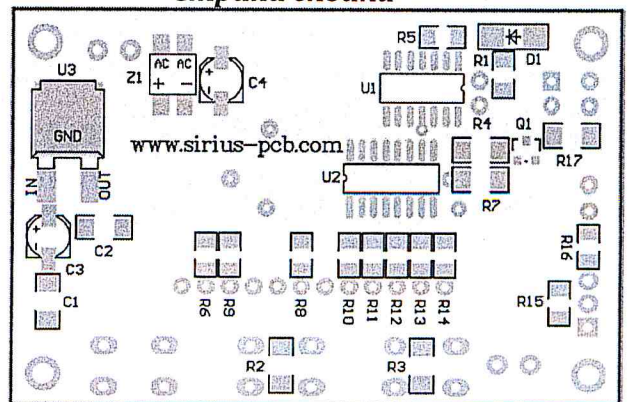 R5
D1
U3
AC AC
Z1
+ -
+
-
C4
U1
R1
GND
Q1
R4
R17
www.sirius-pcb.com
IN
OUT
U2
R7
+
-
C2
C3
R16
C1
R6
R9
R8
R10
R11
R12
R13
R14
R15
R2
R3